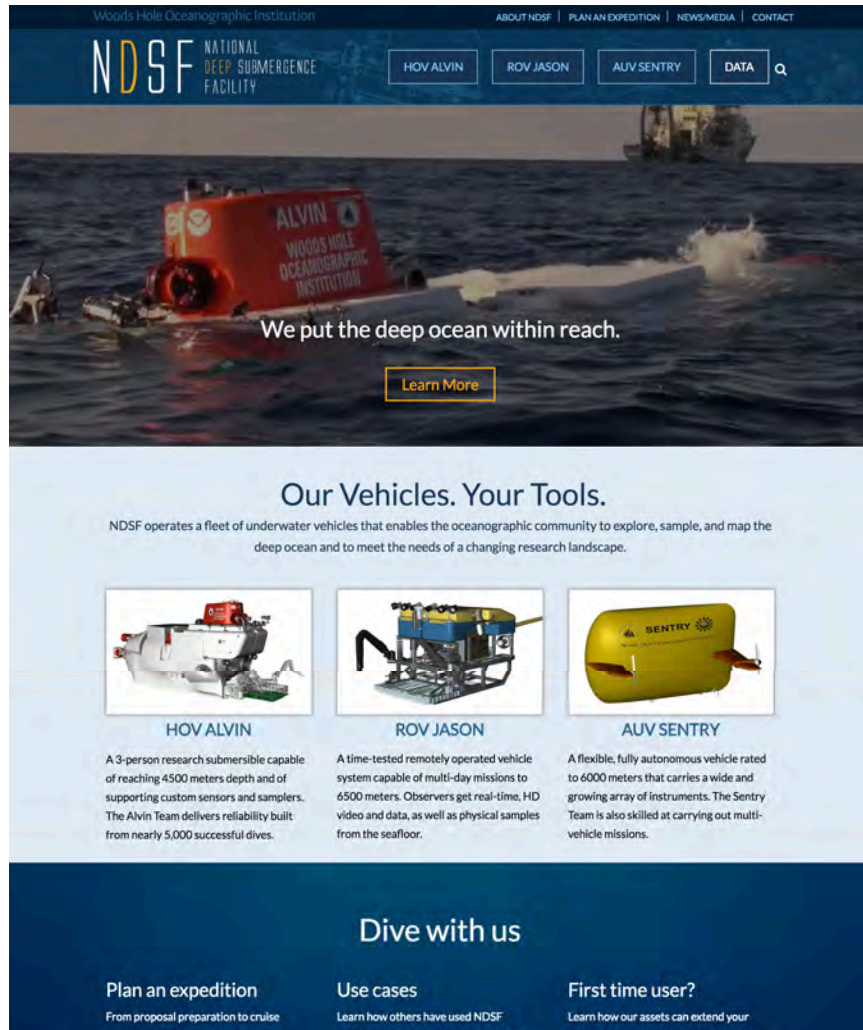 Woods Hole Oceanographic Institution
ABOUT NDSF | PLAN AN EXPEDITION | NEWS/MEDIA | CONTACT
NDSF
NATIONAL
DEEP SUBMERGENCE
FACILITY
HOV ALVIN
ROV JASON
AUV SENTRY
DATA
ALVIN
WOODS HOLE
OCEANOGRAPHIC
INSTITUTION
We put the deep ocean within reach.
Learn More
Our Vehicles. Your Tools.
NDSF operates a fleet of underwater vehicles that enables the oceanographic community to explore, sample, and map the
deep ocean and to meet the needs of a changing research landscape.
SENTRY
HOV ALVIN
A 3-person research submersible capable
of reaching 4500 meters depth and of
supporting custom sensors and samplers.
The Alvin Team delivers reliability built
from nearly 5,000 successful dives.
ROV JASON
A time-tested remotely operated vehicle
system capable of multi-day missions to
6500 meters. Observers get real-time, HD
video and data, as well as physical samples
from the seafloor.
AUV SENTRY
A flexible, fully autonomous vehicle rated
to 6000 meters that carries a wide and
growing array of instruments. The Sentry
Team is also skilled at carrying out multi-
vehicle missions.
Dive with us
Plan an expedition
From proposal preparation to cruise
Use cases
Learn how others have used NDSF
First time user?
Learn how our assets can extend your